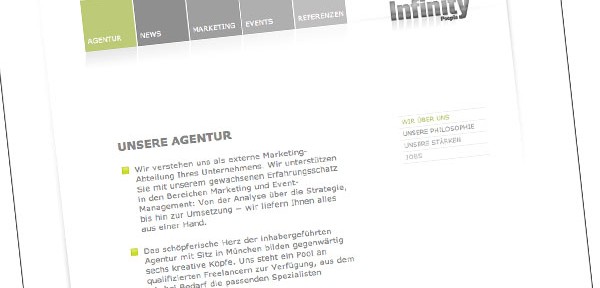 AGENTUR NEWS MARKETING EVENTS REFERENZEN
Infinity
People
WIR ÜBER UNS
UNSERE PHILOSOPHIE
UNSERE STÄRKEN
JOBS
UNSERE AGENTUR
Wir verstehen uns als externe Marketing-
Abteilung Ihres Unternehmens. Wir unterstützen
Sie mit unserem gewachsenen Erfahrungsschatz
in den Bereichen Marketing und Event-
Management: Von der Analyse über die Strategie,
bis hin zur Umsetzung – wir liefern Ihnen alles
aus einer Hand.
Das schöpferische Herz der inhabergeführten
Agentur mit Sitz in München bilden gegenwärtig
sechs kreative Köpfe. Uns steht ein Pool an
qualifizierten Freelancern zur Verfügung, aus dem
bei Bedarf die passenden Spezialisten